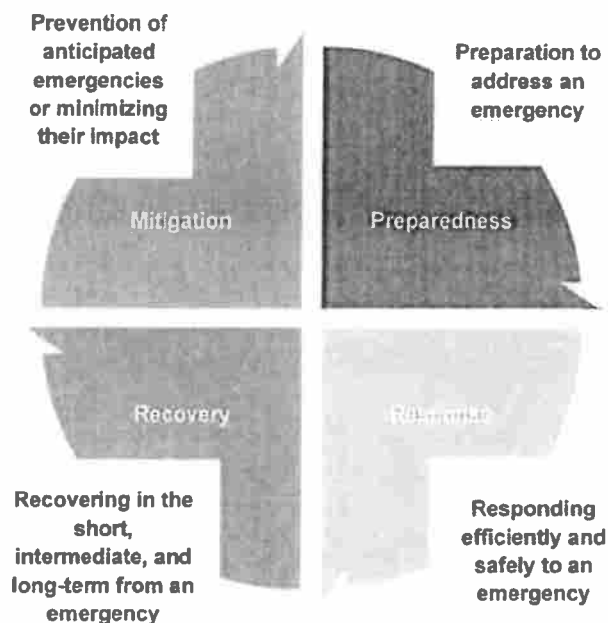 Prevention of
anticipated
emergencies
or minimizing
their impact
Preparation to
address an
emergency
Mitigation
Preparedness
Recovery
Response
Recovering in the
short,
intermediate, and
long-term from an
emergency
Responding
efficiently and
safely to an
emergency